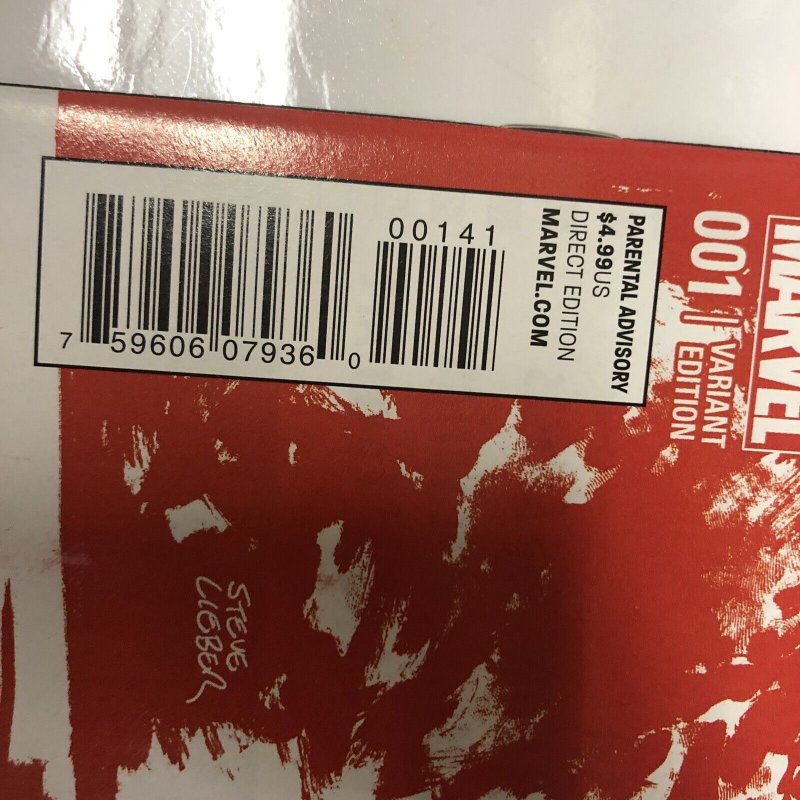 MARVEL
001
VARIANT
EDITION
PARENTAL ADVISORY
$4.99US
DIRECT EDITION
MARVEL.COM
00141
7 59606 07936 0
STEVE
LIEBER